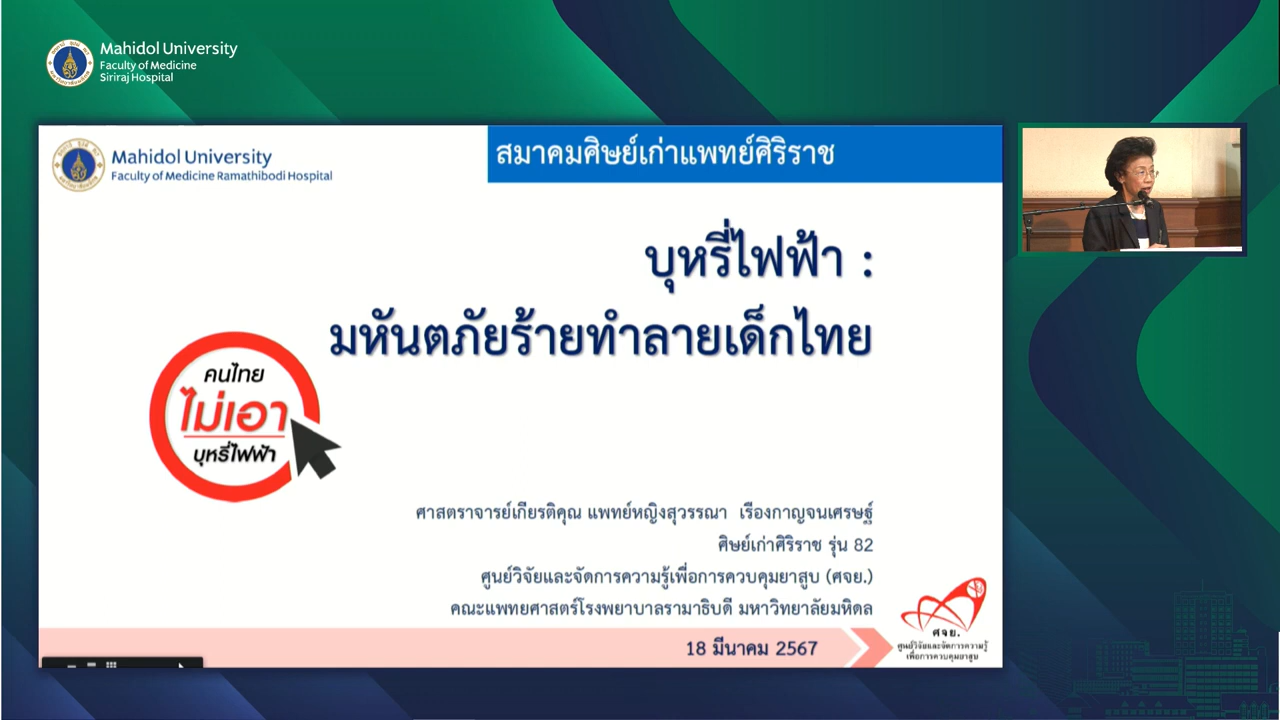 Mahidol University
Faculty of Medicine
Siriraj Hospital
Mahidol University
Faculty of Medicine Ramathibodi Hospital
สมาคมศิษย์เก่าแพทย์ศิริราช
บุหรี่ไฟฟ้า :
มหันตภัยร้ายทำลายเด็กไทย
คนไทย
ไม่เอา
บุหรี่ไฟฟ้า
ศาสตราจารย์เกียรติคุณ แพทย์หญิงสุวรรณา เรืองกาญจนเศรษฐ์
ศิษย์เก่าศิริราช รุ่น 82
ศูนย์วิจัยและจัดการความรู้เพื่อการควบคุมยาสูบ (ศจย.)
คณะแพทยศาสตร์โรงพยาบาลรามาธิบดี มหาวิทยาลัยมหิดล
18 มีนาคม 2567
ศจย.
ศูนย์วิจัยและจัดการความรู้
เพื่อการควบคุมยาสูบ